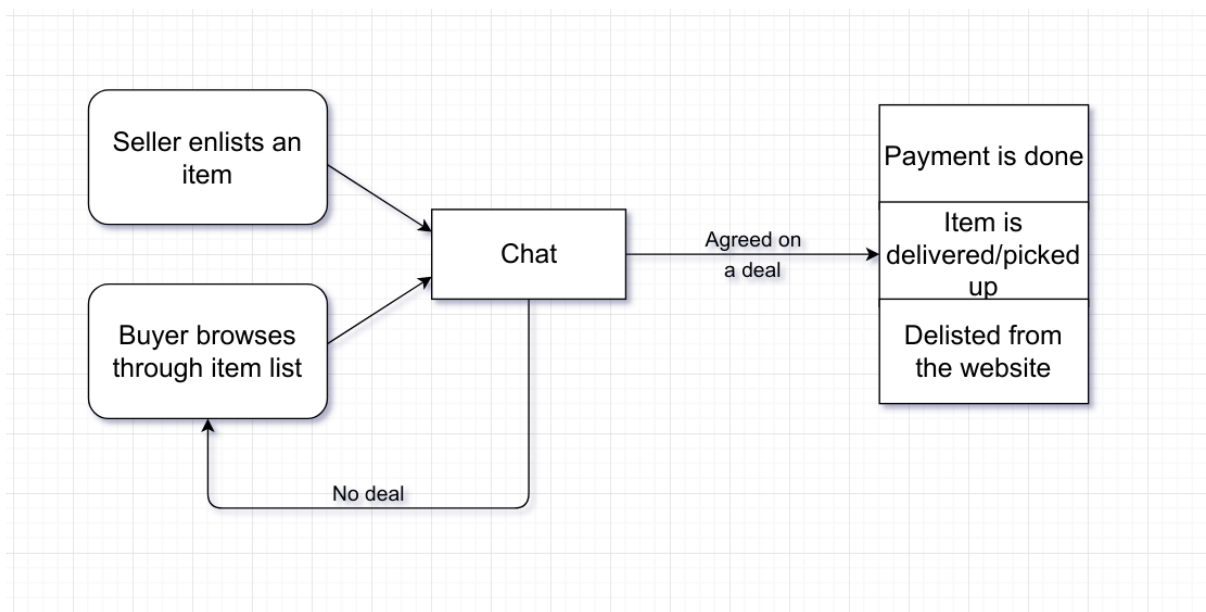 Seller enlists an
item
Buyer browses
through item list
Chat
No deal
Agreed on
a deal
Payment is done
Item is
delivered/picked
up
Delisted from
the website